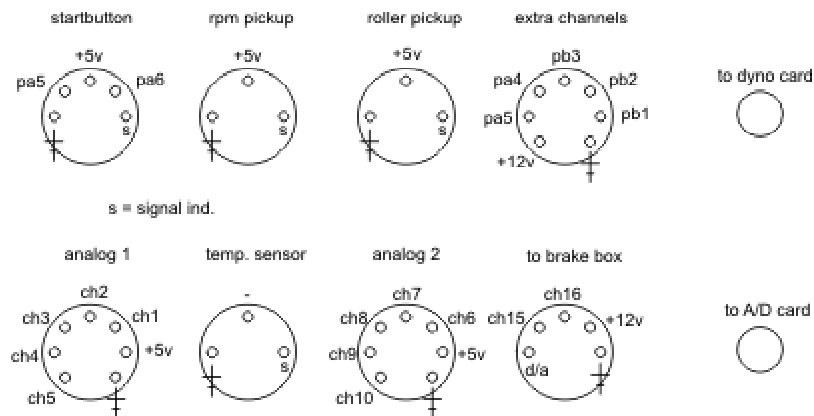 startbutton rpm pickup roller pickup extra channels
+5v +5v +5v pb3
pa5 pa6 pa4 pb2 to dyno card
s s s pa5 pb1
+12v
s = signal ind.
analog 1 temp. sensor analog 2 to brake box
ch2 - ch7 ch16
ch3 ch1 ch8 ch6 ch15 +12v to A/D card
ch4 +5v ch9 +5v
s d/a
ch5 ch10